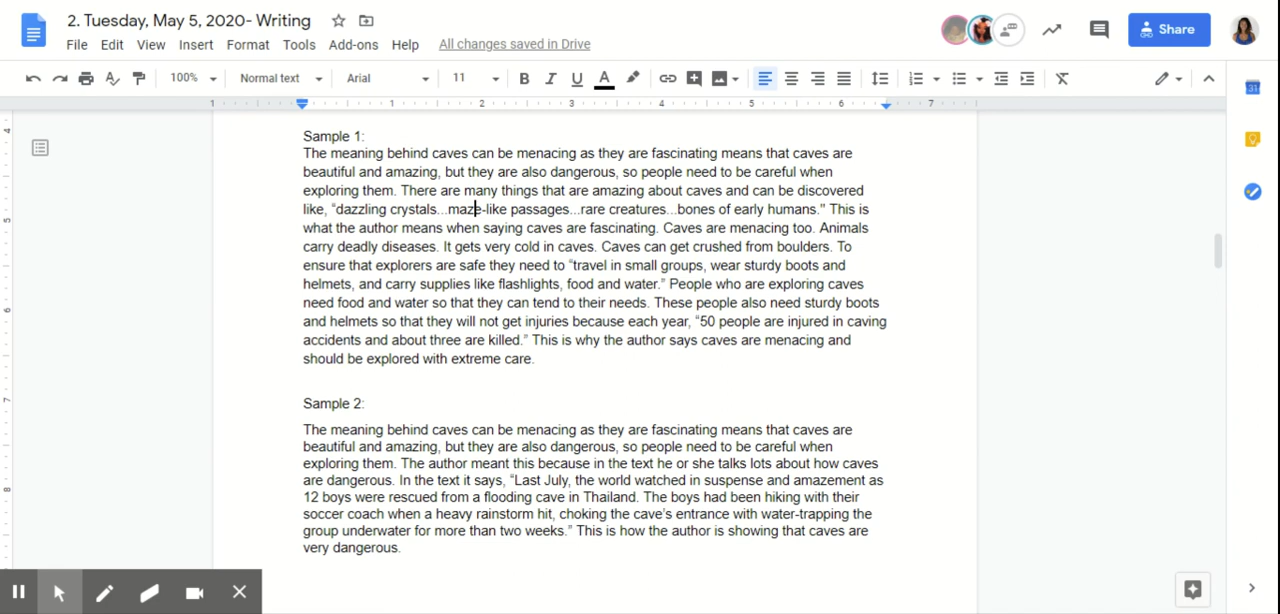 2. Tuesday, May 5, 2020- Writing
File Edit View Insert Format Tools Add-ons Help All changes saved in Drive
Share
100% Normal text Arial 11 B I U A
1 1 2 3 4 5 6 7
31
4
5
6
7
8
Sample 1:
The meaning behind caves can be menacing as they are fascinating means that caves are
beautiful and amazing, but they are also dangerous, so people need to be careful when
exploring them. There are many things that are amazing about caves and can be discovered
like, “dazzling crystals...maze-like passages...rare creatures...bones of early humans." This is
what the author means when saying caves are fascinating. Caves are menacing too. Animals
carry deadly diseases. It gets very cold in caves. Caves can get crushed from boulders. To
ensure that explorers are safe they need to “travel in small groups, wear sturdy boots and
helmets, and carry supplies like flashlights, food and water.” People who are exploring caves
need food and water so that they can tend to their needs. These people also need sturdy boots
and helmets so that they will not get injuries because each year, “50 people are injured in caving
accidents and about three are killed.” This is why the author says caves are menacing and
should be explored with extreme care.
Sample 2:
The meaning behind caves can be menacing as they are fascinating means that caves are
beautiful and amazing, but they are also dangerous, so people need to be careful when
exploring them. The author meant this because in the text he or she talks lots about how caves
are dangerous. In the text it says, “Last July, the world watched in suspense and amazement as
12 boys were rescued from a flooding cave in Thailand. The boys had been hiking with their
soccer coach when a heavy rainstorm hit, choking the cave’s entrance with water-trapping the
group underwater for more than two weeks.” This is how the author is showing that caves are
very dangerous.